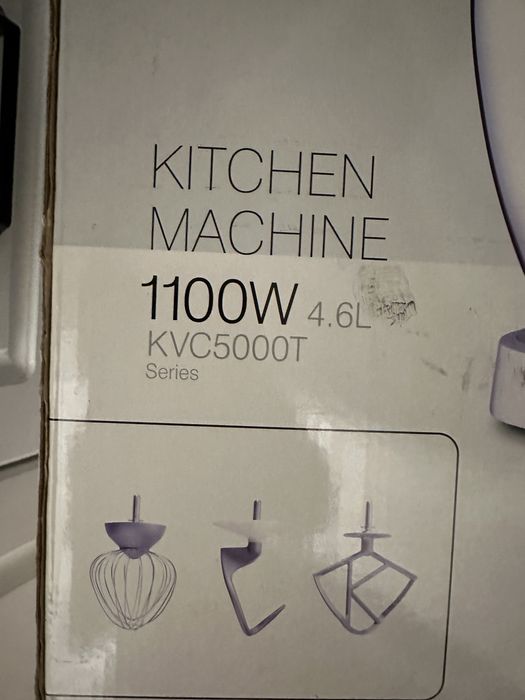 KITCHEN
MACHINE
1100W 4.6L
KVC5000T
Series